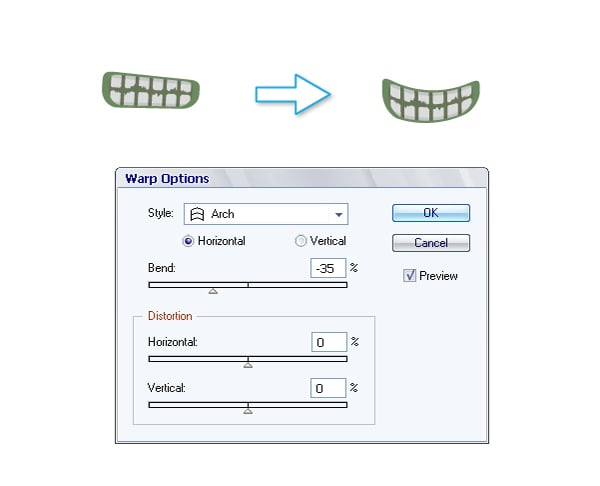 Warp Options
Style: Arch
OK
Horizontal Vertical
Cancel
Bend: -35 %
Preview
Distortion
Horizontal: 0 %
Vertical: 0 %